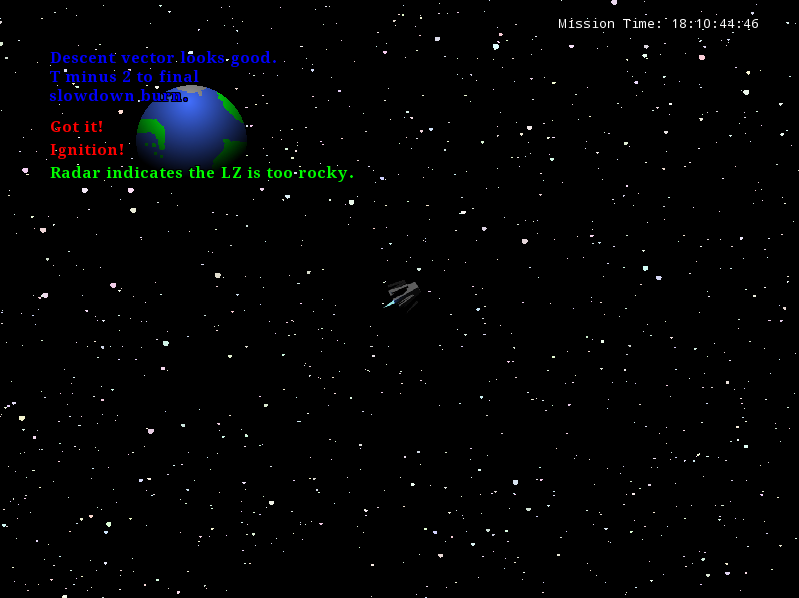 Mission Time: 18:10:44:46
Descent vector looks good.
T minus 2 to final
slowdown burn.
Got it!
Ignition!
Radar indicates the LZ is too rocky.